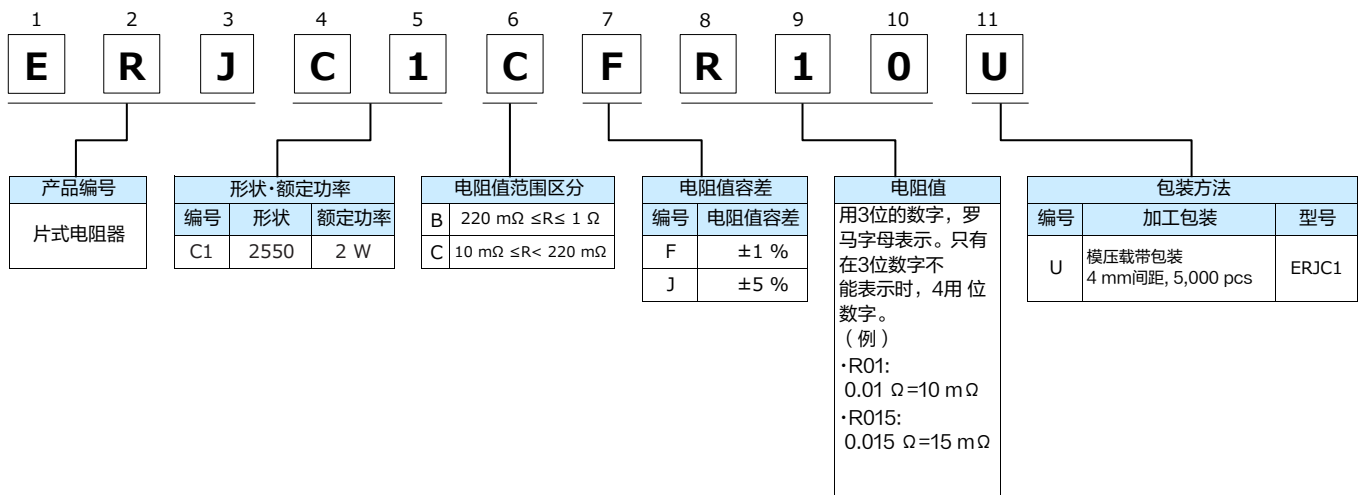 1 2 3 4 5 6 7 8 9 10 11
E R J C 1 C F R 1 0 U
产品编号
片式电阻器
形状·额定功率
编号 形状 额定功率
C1 2550 2 W
电阻值范围区分
B 220 mΩ ≤R≤ 1 Ω
C 10 mΩ ≤R< 220 mΩ
电阻值容差
编号 电阻值容差
F ±1 %
J ±5 %
电阻值
用3位的数字，罗
马字母表示。只有
在3位数字不
能表示时，4用 位
数字。
（例）
·R01:
0.01 Ω=10 mΩ
·R015:
0.015 Ω=15 mΩ
包装方法
编号 加工包装 型号
U 模压载带包装 ERJC1
4 mm间距, 5,000 pcs